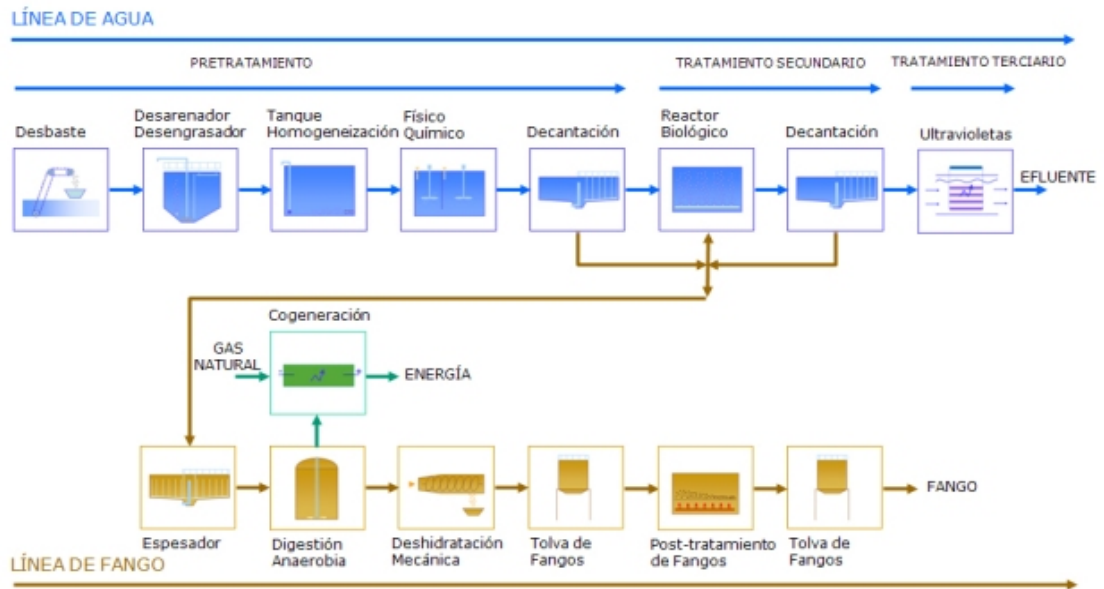 LÍNEA DE AGUA
PRETRATAMIENTO
TRATAMIENTO SECUNDARIO
TRATAMIENTO TERCIARIO
Desbaste
Desarenador
Desengrasador
Tanque
Homogeneización
Físico
Químico
Decantación
Reactor
Biológico
Decantación
Ultravioletas
EFLUENTE
Cogeneración
GAS
NATURAL
ENERGÍA
FANGO
Espesador
Digestión
Anaerobia
Deshidratación
Mecánica
Tolva de
Fangos
Post-tratamiento
de Fangos
Tolva de
Fangos
LÍNEA DE FANGO